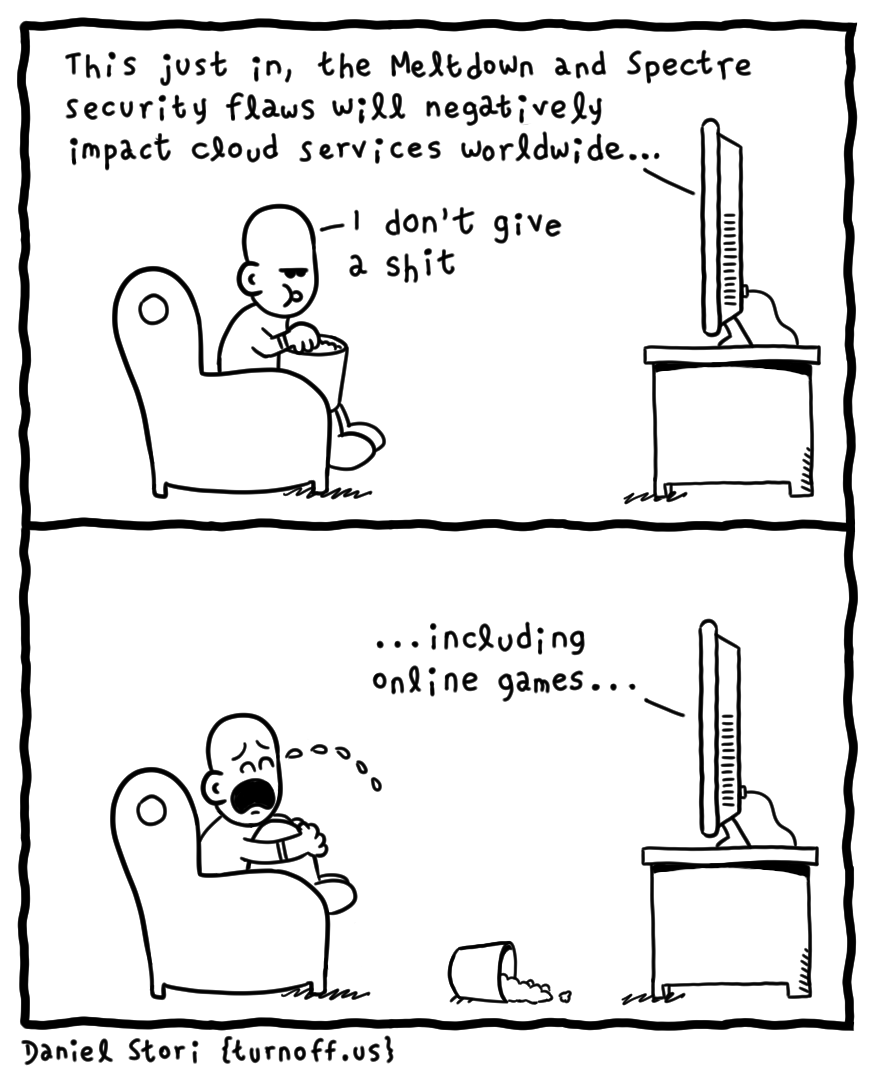 This just in, the Meltdown and Spectre
security flaws will negatively
impact cloud services worldwide...
I don't give
a shit
...including
online games...
Daniel Stori {turnoff.us}